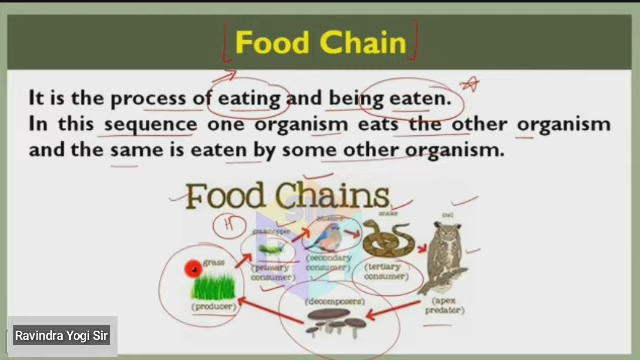 Food Chain
It is the process of eating and being eaten.
In this sequence one organism eats the other organism
and the same is eaten by some other organism.
Food Chains
grass
(producer)
grasshopper
(primary
consumer)
bluebird
(secondary
consumer)
snake
(tertiary
consumer)
owl
(apex
predator)
(decomposers)
Ravindra Yogi Sir